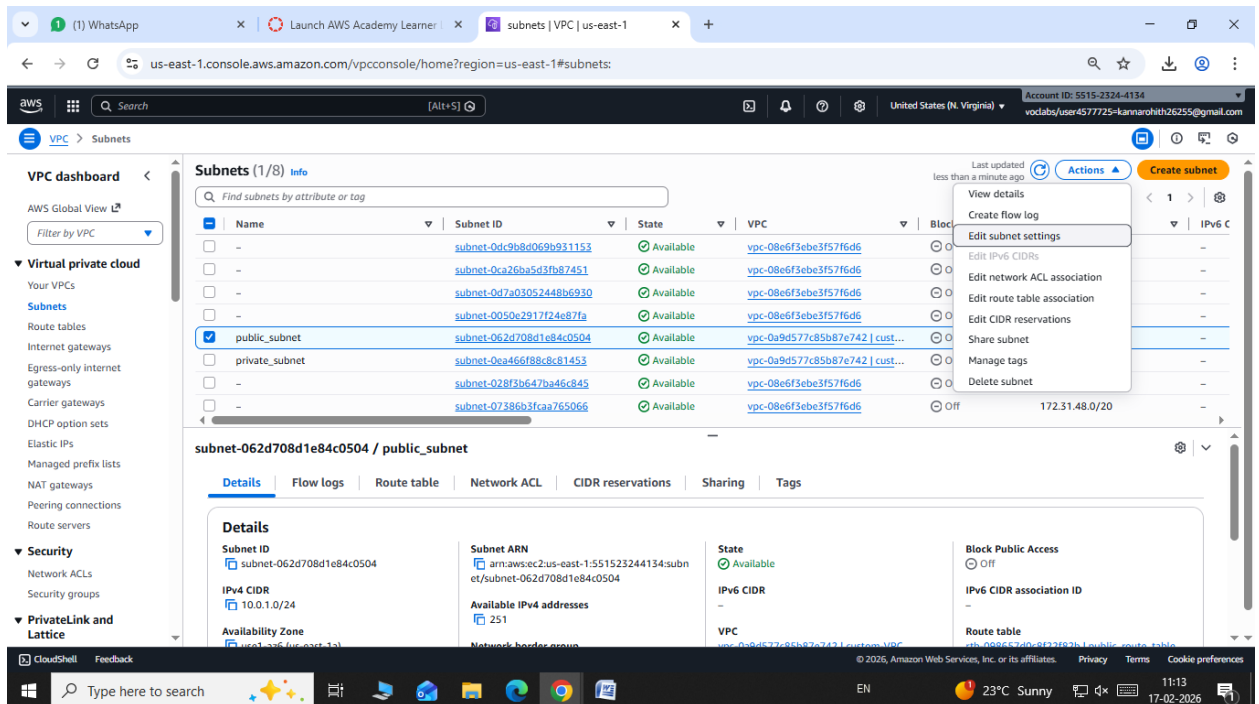 (1) WhatsApp
Launch AWS Academy Learner
subnets | VPC | us-east-1
us-east-1.console.aws.amazon.com/vpcconsole/home?region=us-east-1#subnets:
aws
Search
[Alt+S]
United States (N. Virginia)
Account ID: 5515-2324-4134
voclabs/user4577725=kannarohith26255@gmail.com
VPC > Subnets
VPC dashboard
AWS Global View
Filter by VPC
Virtual private cloud
Your VPCs
Subnets
Route tables
Internet gateways
Egress-only internet
gateways
Carrier gateways
DHCP option sets
Elastic IPs
Managed prefix lists
NAT gateways
Peering connections
Route servers
Security
Network ACLs
Security groups
PrivateLink and
Lattice
Subnets (1/8) Info
Last updated
less than a minute ago
Actions
Create subnet
Find subnets by attribute or tag
1
View details
Create flow log
Edit subnet settings
Edit IPv6 CIDRs
Edit network ACL association
Edit route table association
Edit CIDR reservations
Share subnet
Manage tags
Delete subnet
Name Subnet ID State VPC IPv6 C
– subnet-0dc9b8d069b931153 Available vpc-08e6f3ebe3f57f6d6 –
– subnet-0ca26ba5d3fb87451 Available vpc-08e6f3ebe3f57f6d6 –
– subnet-0d7a03052448b6930 Available vpc-08e6f3ebe3f57f6d6 –
– subnet-0050e2917f24e87fa Available vpc-08e6f3ebe3f57f6d6 –
public_subnet subnet-062d708d1e84c0504 Available vpc-0a9d577c85b87e742 | cust... –
private_subnet subnet-0ea466f88c8c81453 Available vpc-0a9d577c85b87e742 | cust... –
– subnet-028f3b647ba46c845 Available vpc-08e6f3ebe3f57f6d6 –
– subnet-07386b3fcaa765066 Available vpc-08e6f3ebe3f57f6d6 Off 172.31.48.0/20 –
subnet-062d708d1e84c0504 / public_subnet
Details Flow logs Route table Network ACL CIDR reservations Sharing Tags
Details
Subnet ID
subnet-062d708d1e84c0504
IPv4 CIDR
10.0.1.0/24
Availability Zone
use1-az6 (us-east-1a)
Subnet ARN
arn:aws:ec2:us-east-1:551523244134:subn
et/subnet-062d708d1e84c0504
Available IPv4 addresses
251
Network border group
State
Available
IPv6 CIDR
–
VPC
vpc-0a9d577c85b87e742 | custom-VPC
Block Public Access
Off
IPv6 CIDR association ID
–
Route table
CloudShell Feedback
© 2026, Amazon Web Services, Inc. or its affiliates. Privacy Terms Cookie preferences
Type here to search
EN
23°C Sunny
11:13
17-02-2026